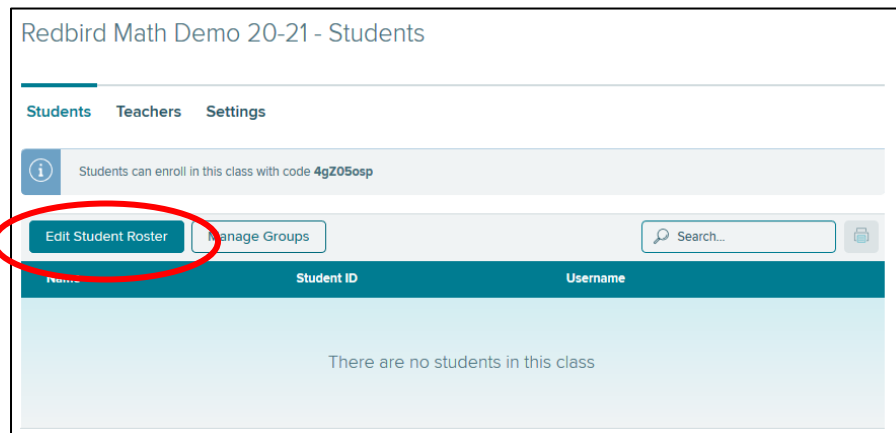 Redbird Math Demo 20-21 - Students
Students Teachers Settings
Students can enroll in this class with code 4gZ05osp
Edit Student Roster Manage Groups Search...
Name Student ID Username
There are no students in this class